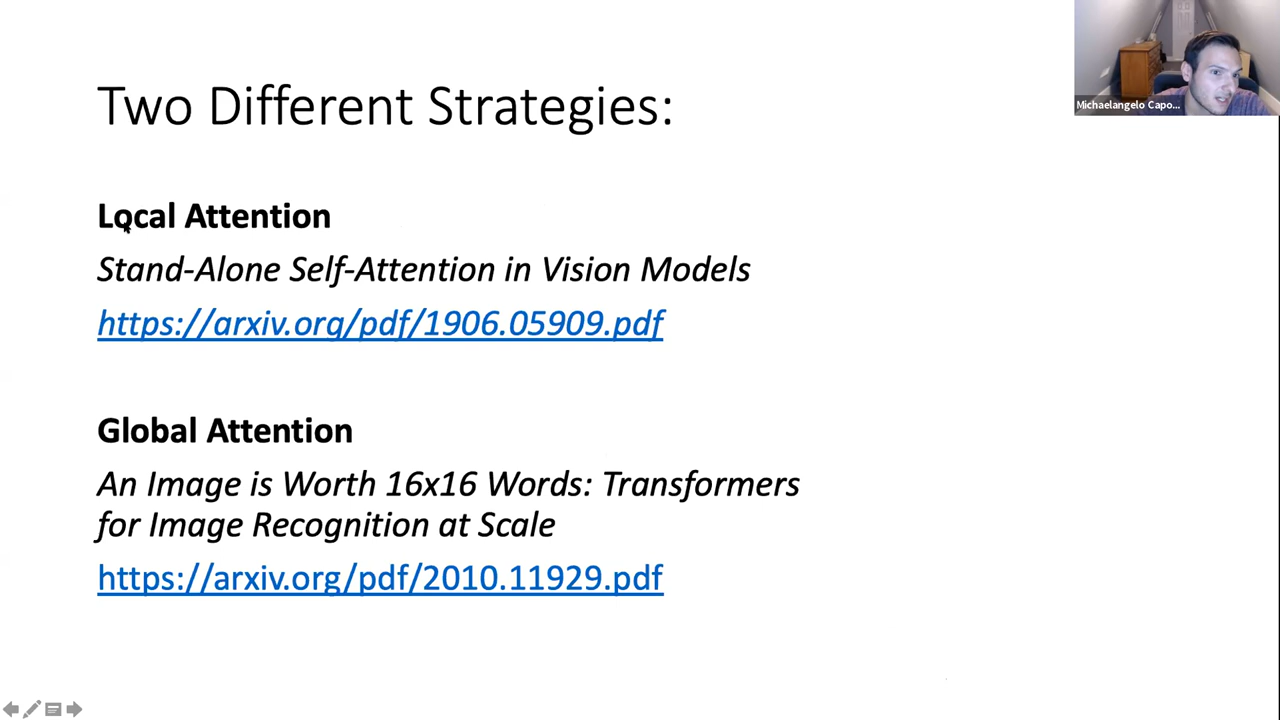 Two Different Strategies:
Michaelangelo Capo...
Local Attention
Stand-Alone Self-Attention in Vision Models
https://arxiv.org/pdf/1906.05909.pdf
Global Attention
An Image is Worth 16x16 Words: Transformers
for Image Recognition at Scale
https://arxiv.org/pdf/2010.11929.pdf